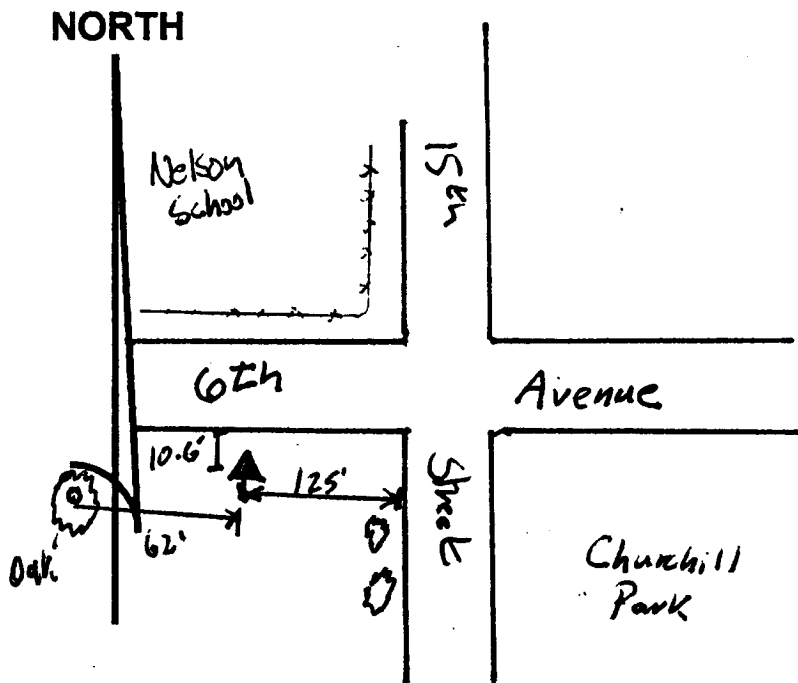 NORTH
Nelson
School
15th
6th
Avenue
10.6'
125'
Street
62'
Oak
Churchill
Park